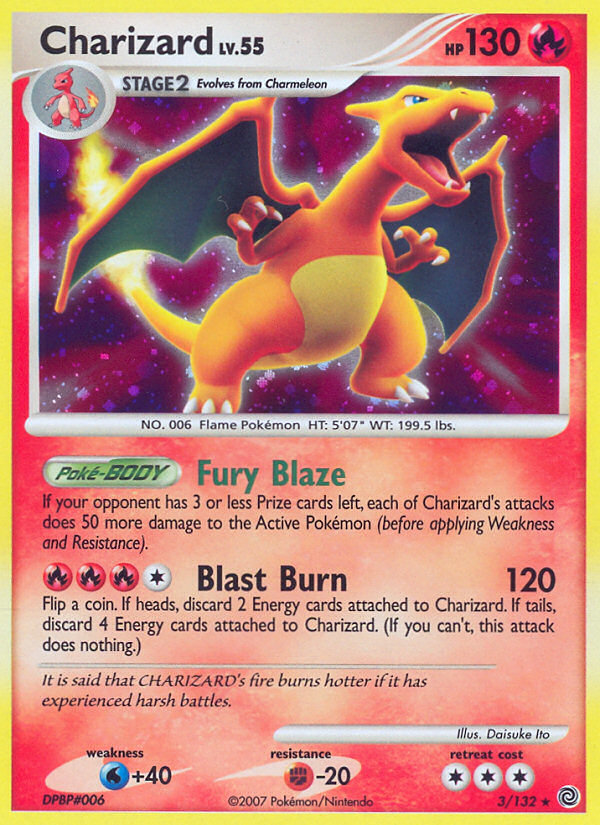 Charizard LV.55
HP 130
STAGE2 Evolves from Charmeleon
NO. 006 Flame Pokémon HT: 5'07" WT: 199.5 lbs.
Poké-BODY Fury Blaze
If your opponent has 3 or less Prize cards left, each of Charizard's attacks
does 50 more damage to the Active Pokémon (before applying Weakness
and Resistance).
Blast Burn 120
Flip a coin. If heads, discard 2 Energy cards attached to Charizard. If tails,
discard 4 Energy cards attached to Charizard. (If you can't, this attack
does nothing.)
It is said that CHARIZARD's fire burns hotter if it has
experienced harsh battles.
Illus. Daisuke Ito
weakness resistance retreat cost
+40 -20
DPBP#006 ©2007 Pokémon/Nintendo 3/132 ★